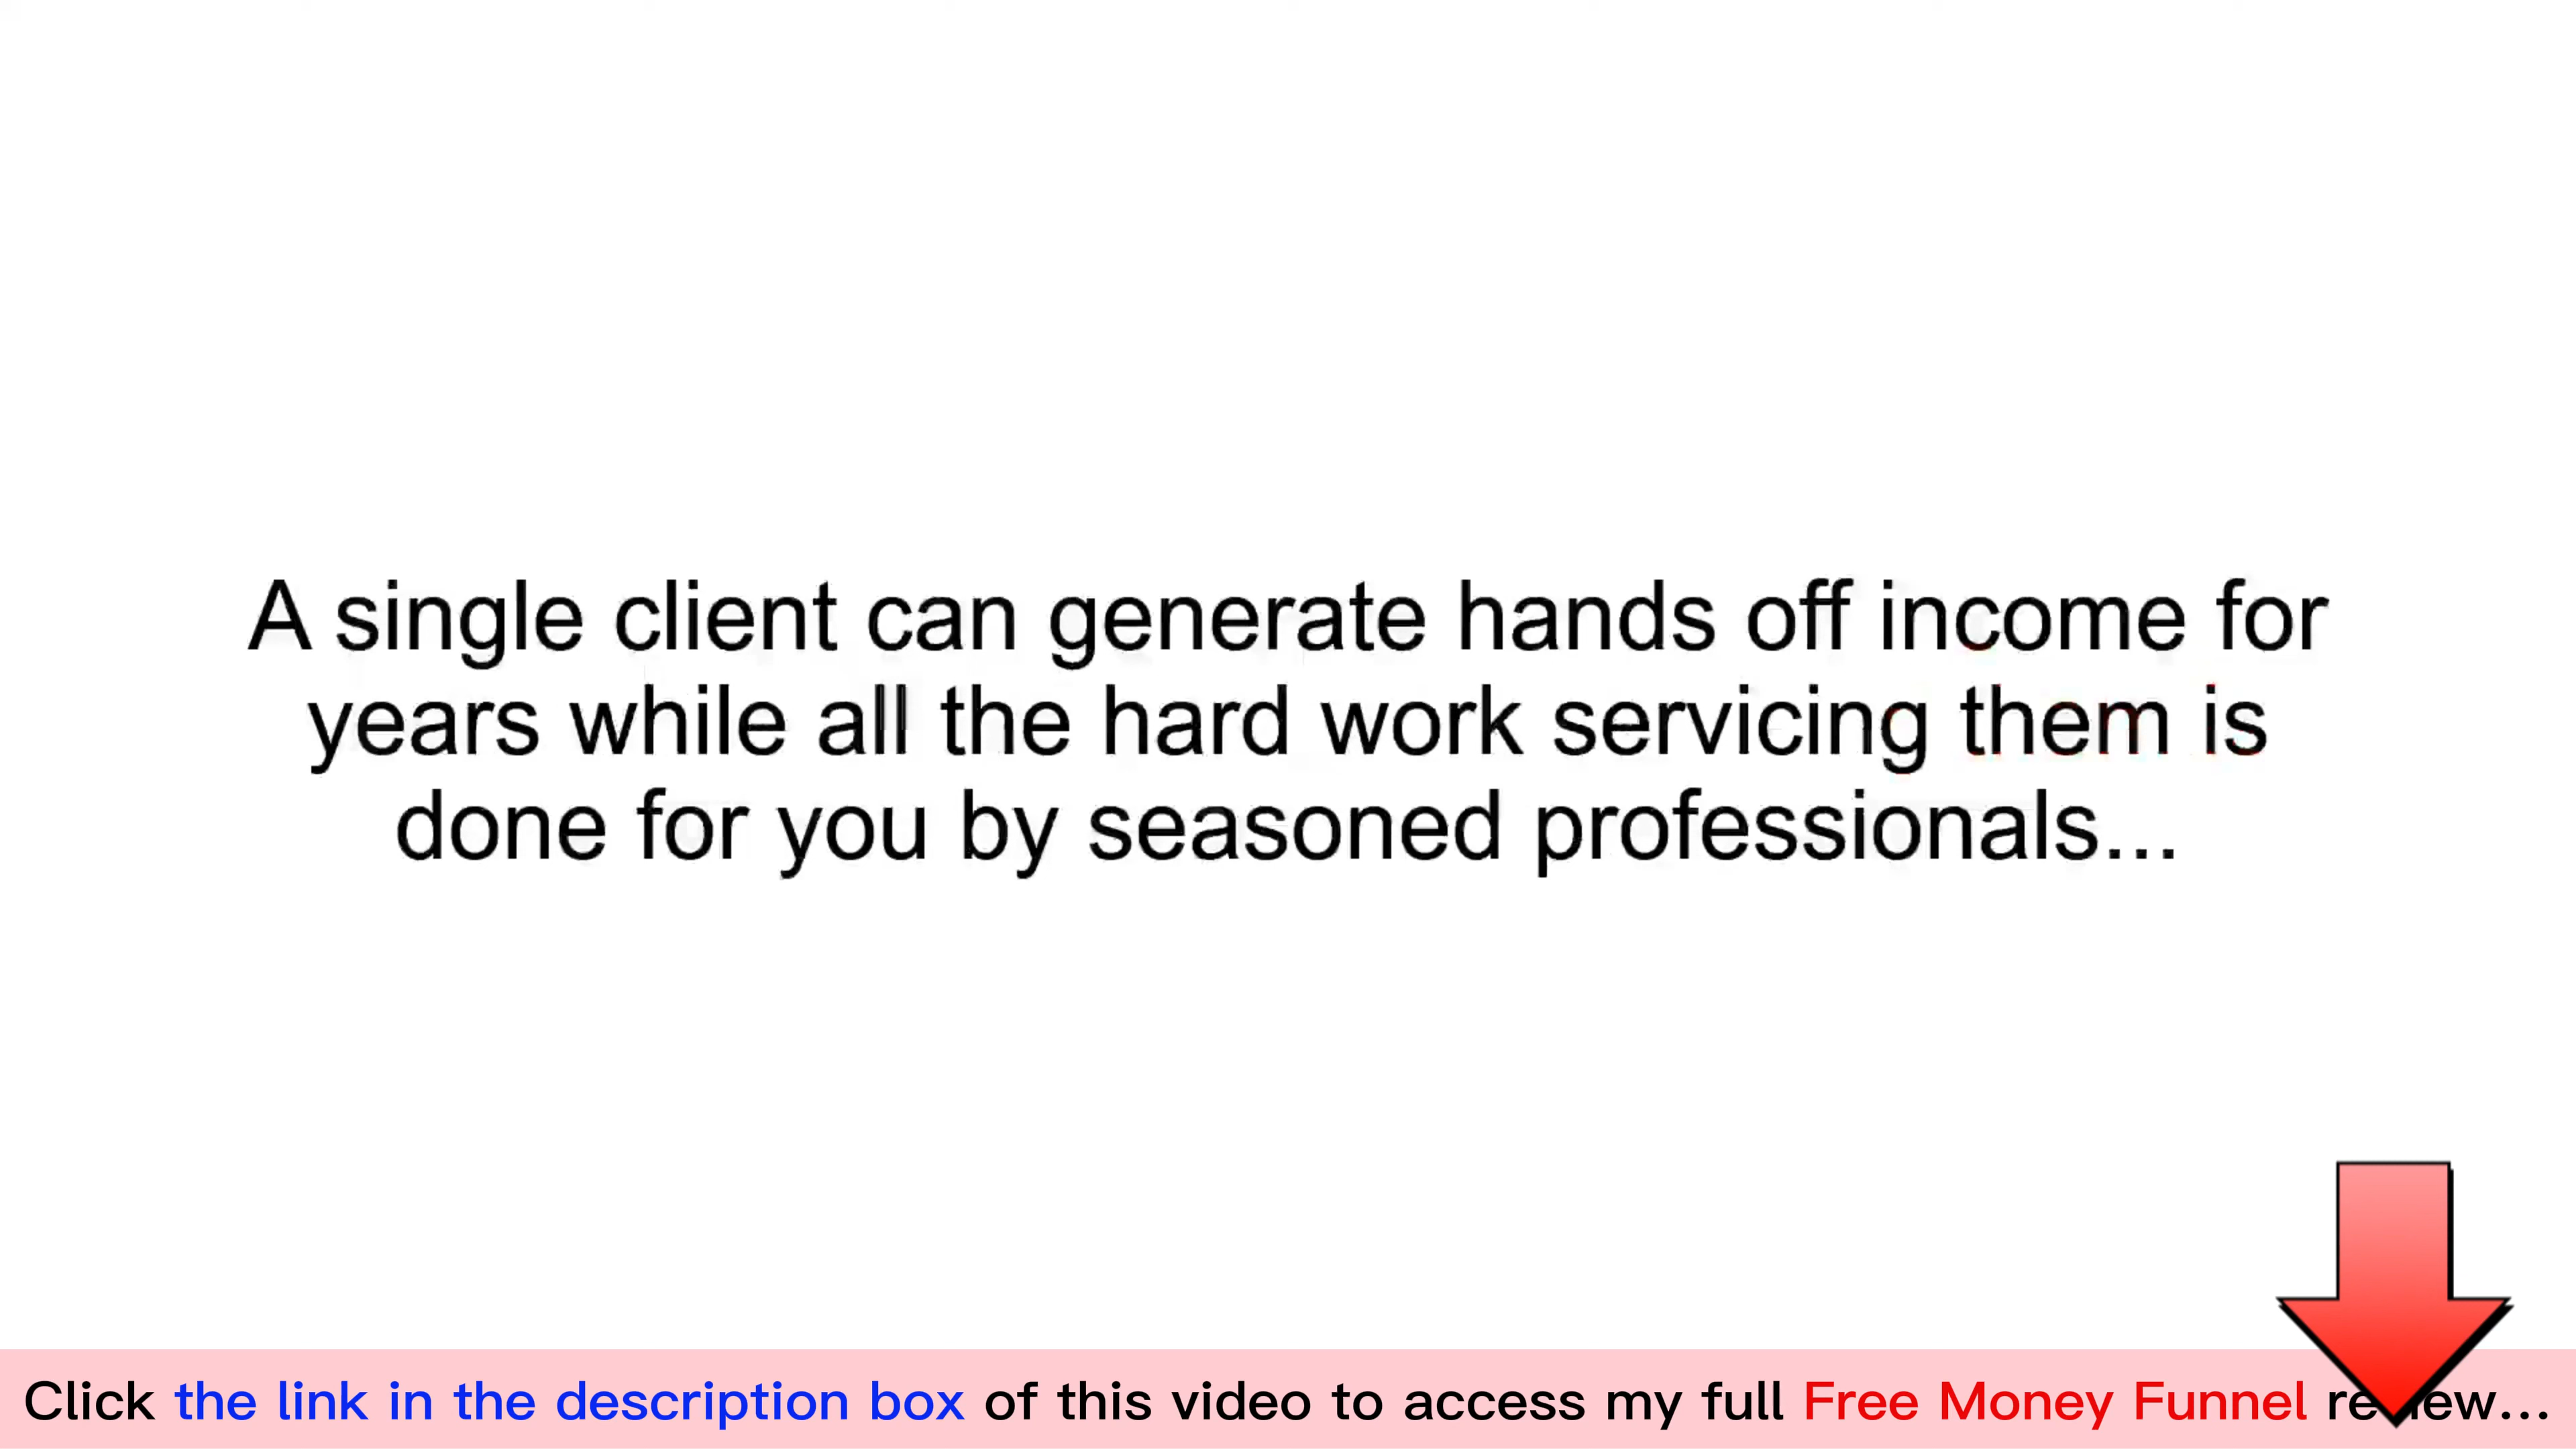 A single client can generate hands off income for
years while all the hard work servicing them is
done for you by seasoned professionals...
Click the link in the description box of this video to access my full Free Money Funnel review...